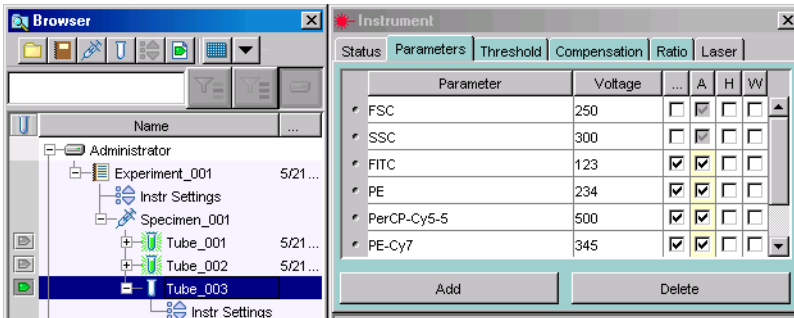 Browser
Name ...
Administrator
Experiment_001 5/21...
Instr Settings
Specimen_001
Tube_001 5/21...
Tube_002 5/21...
Tube_003
Instr Settings
Instrument
Status Parameters Threshold Compensation Ratio Laser
Parameter Voltage ... A H W
FSC 250
SSC 300
FITC 123
PE 234
PerCP-Cy5-5 500
PE-Cy7 345
Add Delete